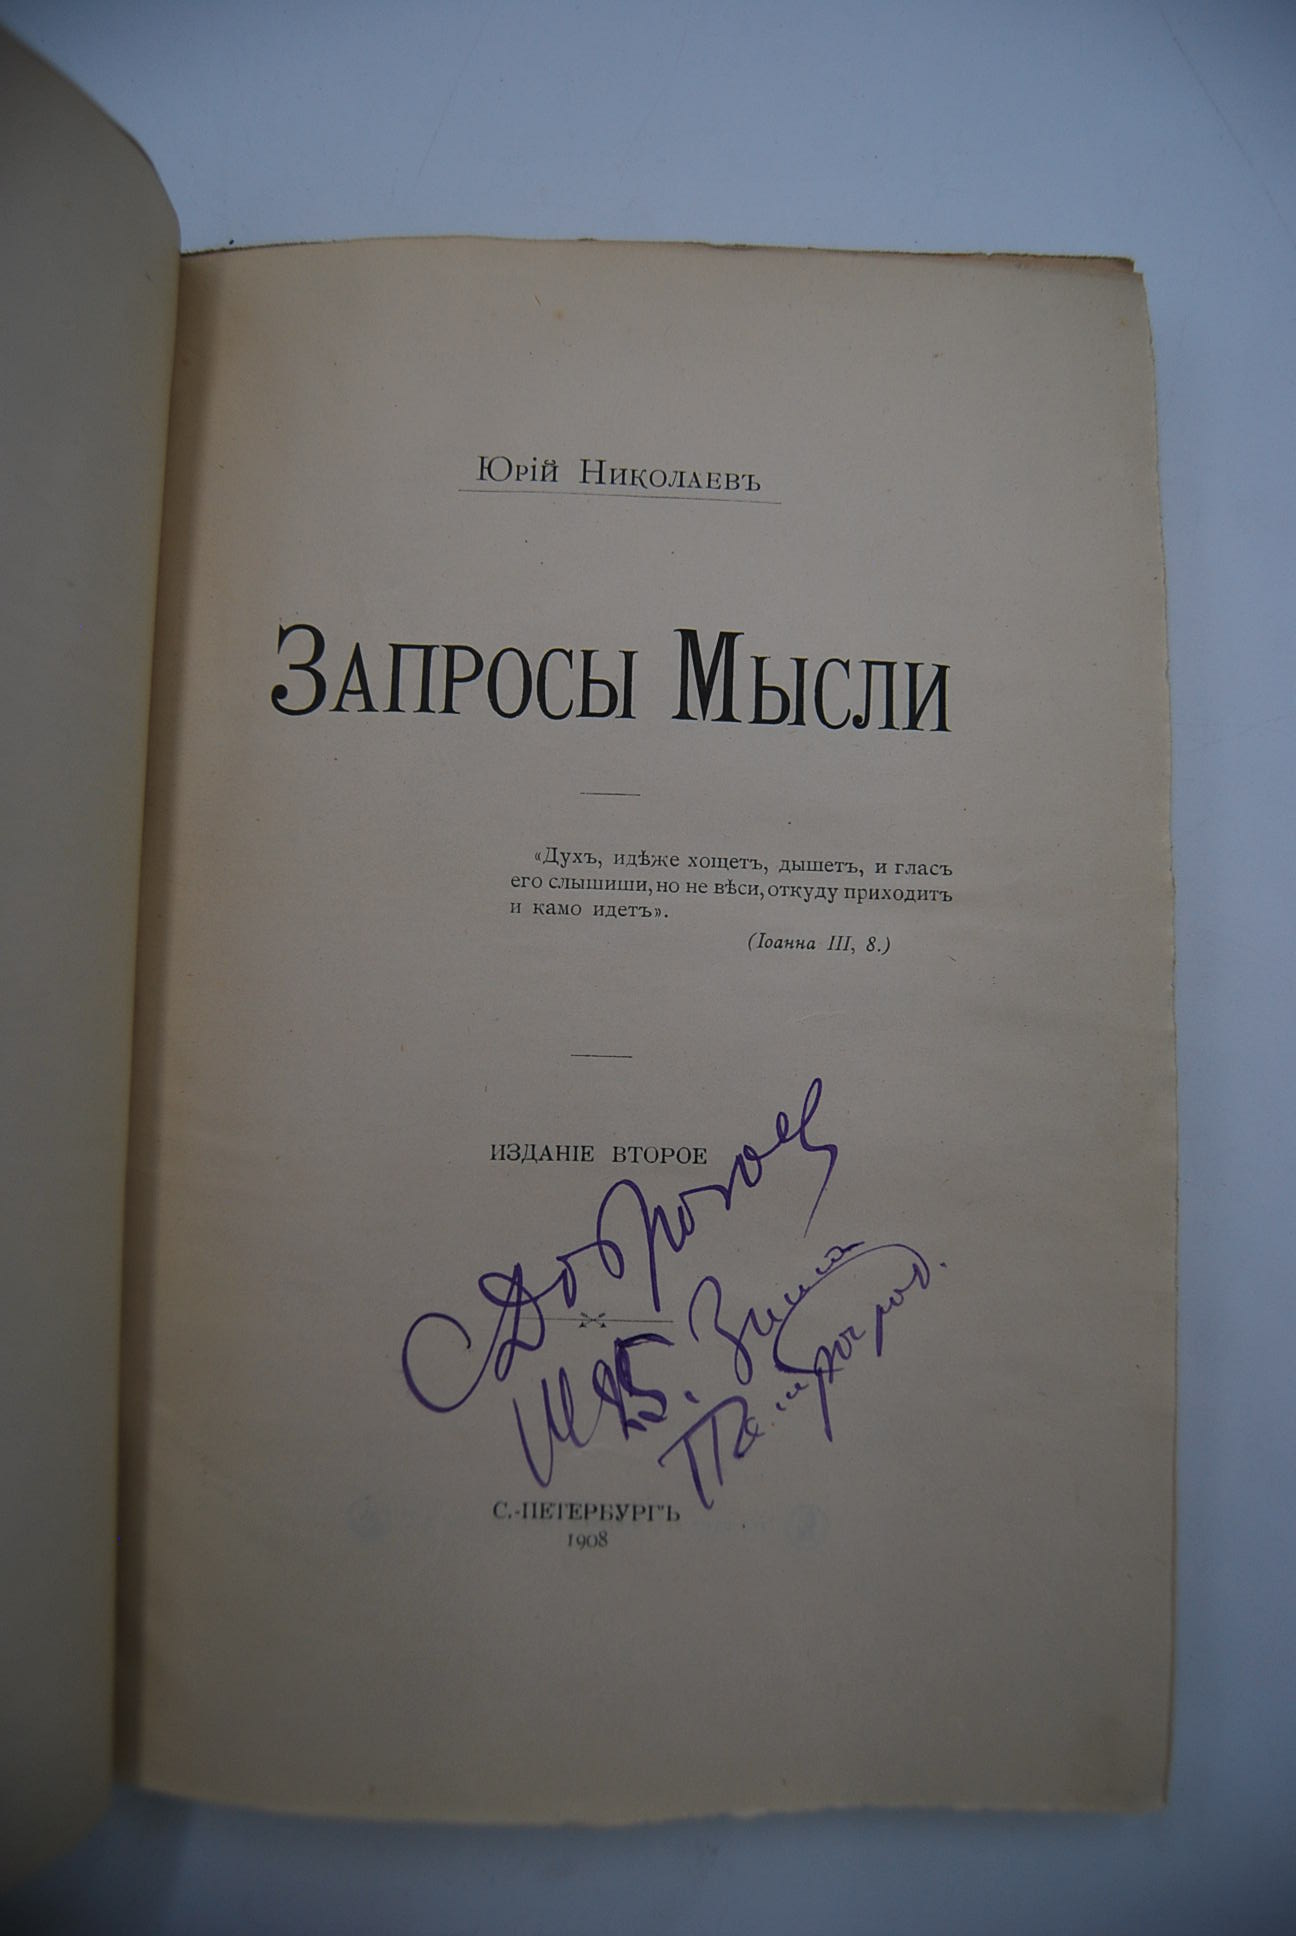 Юрій Николаевъ
Запросы Мысли
«Духъ, идѣже хощетъ, дышетъ, и гласъ
его слышиши, но не вѣси, откуду приходитъ
и камо идетъ».
(Іоанна III, 8.)
ИЗДАНІЕ ВТОРОЕ
Зима
С.-ПЕТЕРБУРГЪ
1908